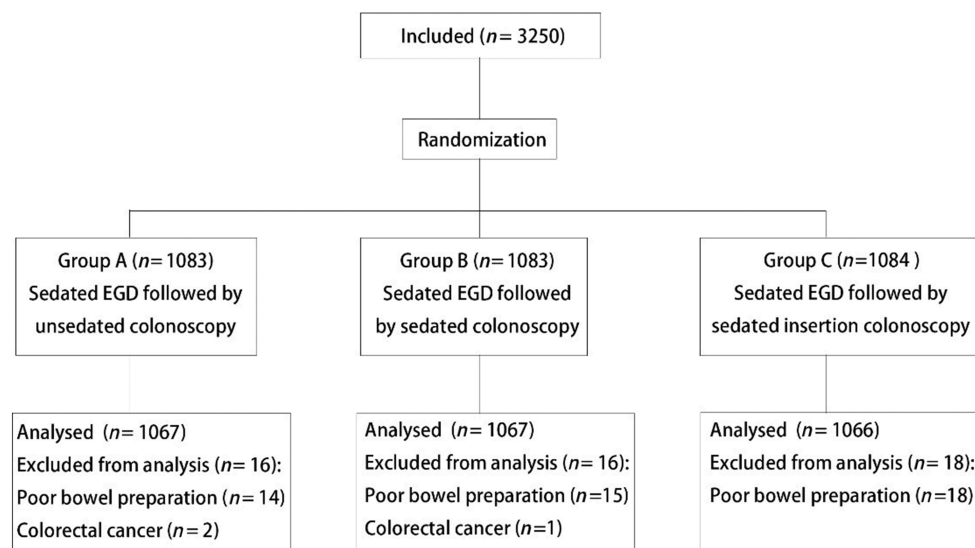 Included (n= 3250)
Randomization
Group A (n=1083)
Sedated EGD followed by
unsedated colonoscopy
Group B (n=1083)
Sedated EGD followed
by sedated colonoscopy
Group C (n=1084 )
Sedated EGD followed by
sedated insertion colonoscopy
Analysed (n=1067)
Excluded from analysis (n=16):
Poor bowel preparation (n=14)
Colorectal cancer (n=2)
Analysed (n=1067)
Excluded from analysis (n=16):
Poor bowel preparation (n=15)
Colorectal cancer (n=1)
Analysed (n=1066)
Excluded from analysis (n=18):
Poor bowel preparation (n=18)